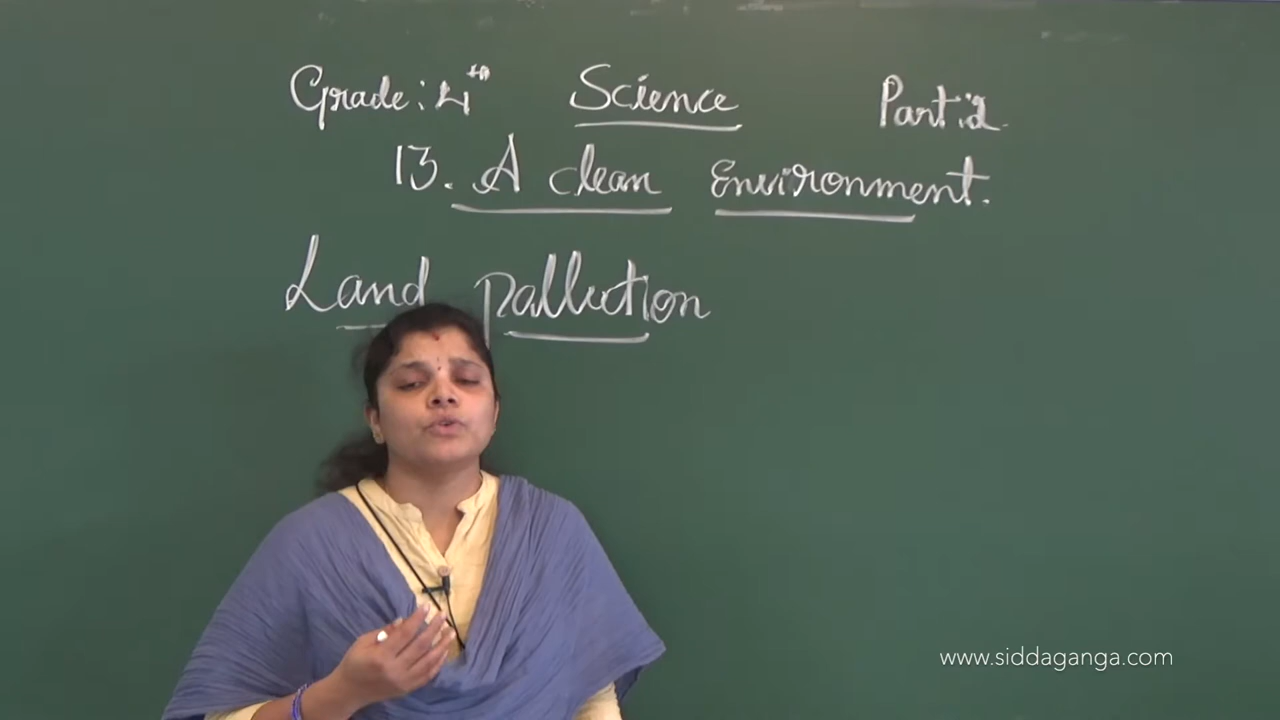 Grade: 4th Science Part: 2.
13. A clean Environment.
Land pallution
www.siddaganga.com